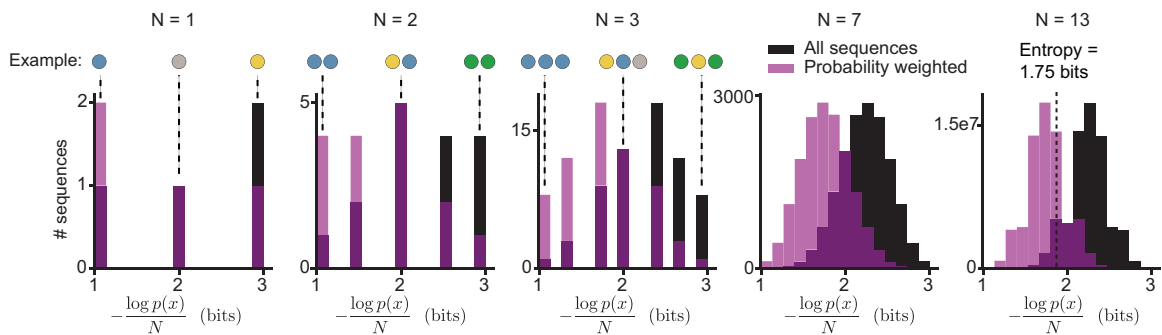 N = 1
N = 2
N = 3
N = 7
N = 13
Example:
All sequences
Probability weighted
Entropy =
1.75 bits
# sequences
2
1
0
5
0
15
0
3000
0
1.5e7
0
1 2 3
1 2 3
1 2 3
1 2 3
1 2 3
− log p(x) / N (bits)
− log p(x) / N (bits)
− log p(x) / N (bits)
− log p(x) / N (bits)
− log p(x) / N (bits)